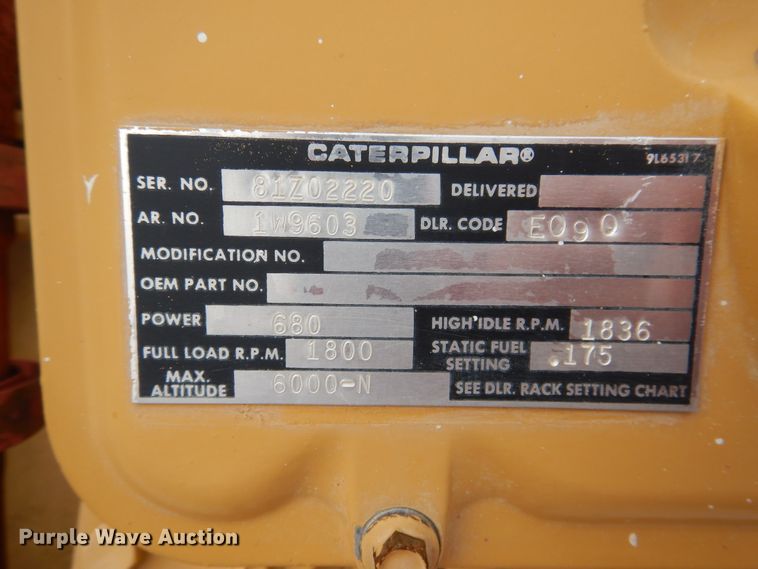 CATERPILLAR® 9L6531 7
SER. NO. 81Z02220 DELIVERED
AR. NO. 1W9603 DLR. CODE E090
MODIFICATION NO.
OEM PART NO.
POWER 680 HIGH IDLE R.P.M. 1836
FULL LOAD R.P.M. 1800 STATIC FUEL SETTING .175
MAX. ALTITUDE 6000-N SEE DLR. RACK SETTING CHART
Purple Wave Auction